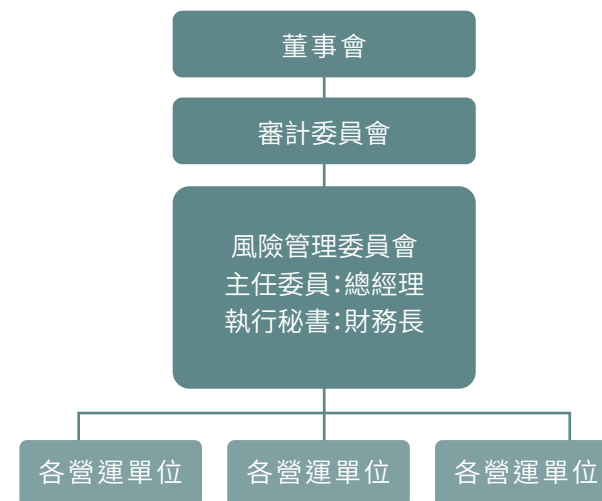 董事會
審計委員會
風險管理委員會
主任委員：總經理
執行秘書：財務長
各營運單位
各營運單位
各營運單位